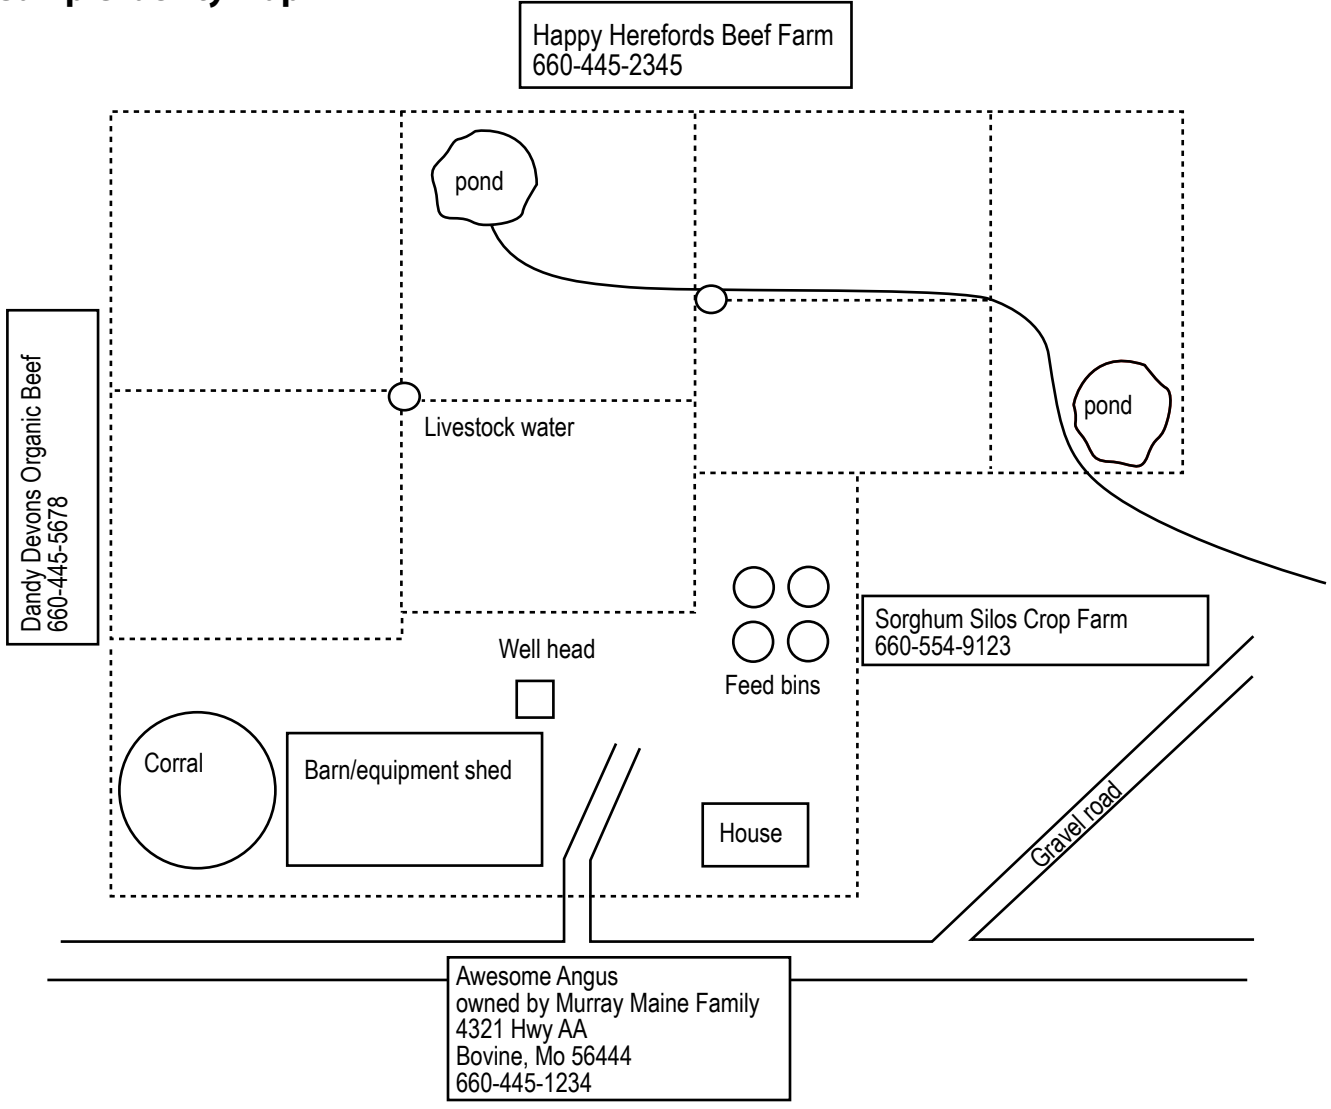 Happy Herefords Beef Farm
660-445-2345
pond
pond
Livestock water
Dandy Devons Organic Beef
660-445-5678
Sorghum Silos Crop Farm
660-554-9123
Well head
Feed bins
Corral
Barn/equipment shed
House
Gravel road
Awesome Angus
owned by Murray Maine Family
4321 Hwy AA
Bovine, Mo 56444
660-445-1234